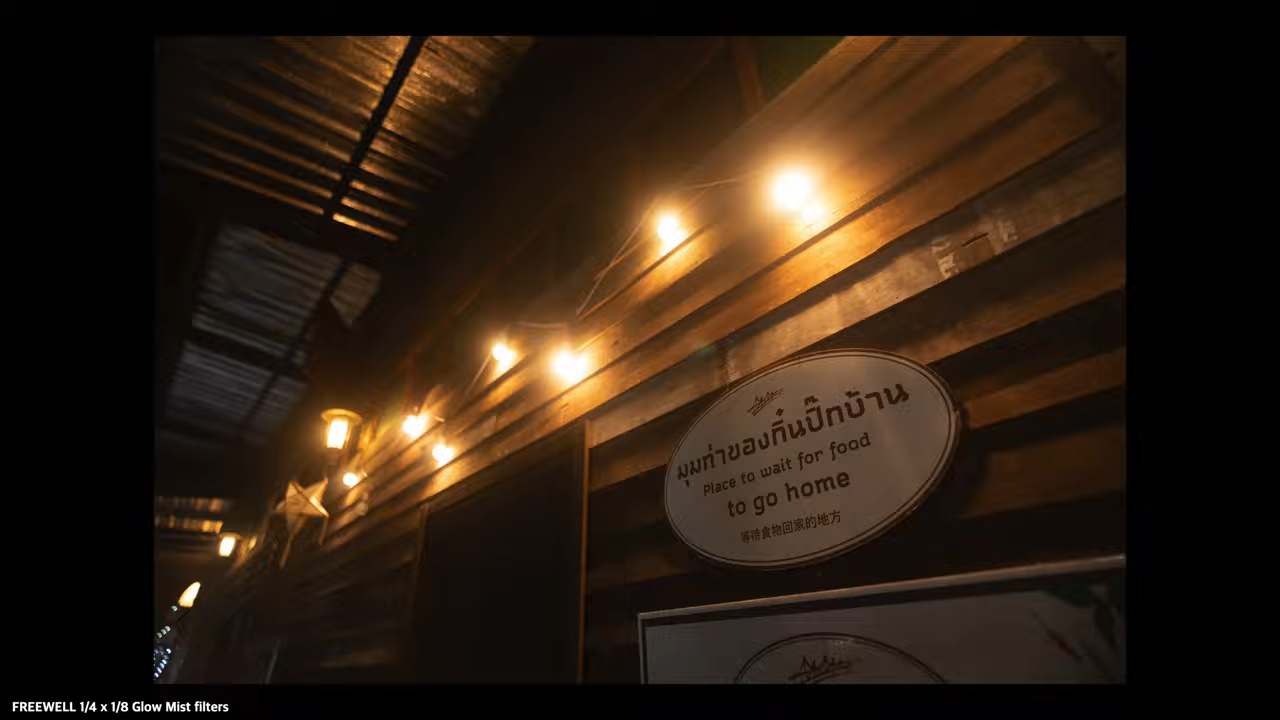 มุมท่าของกิ๋นปิ๊กบ้าน
Place to wait for food
to go home
等待食物回家的地方
FREEWELL 1/4 x 1/8 Glow Mist filters